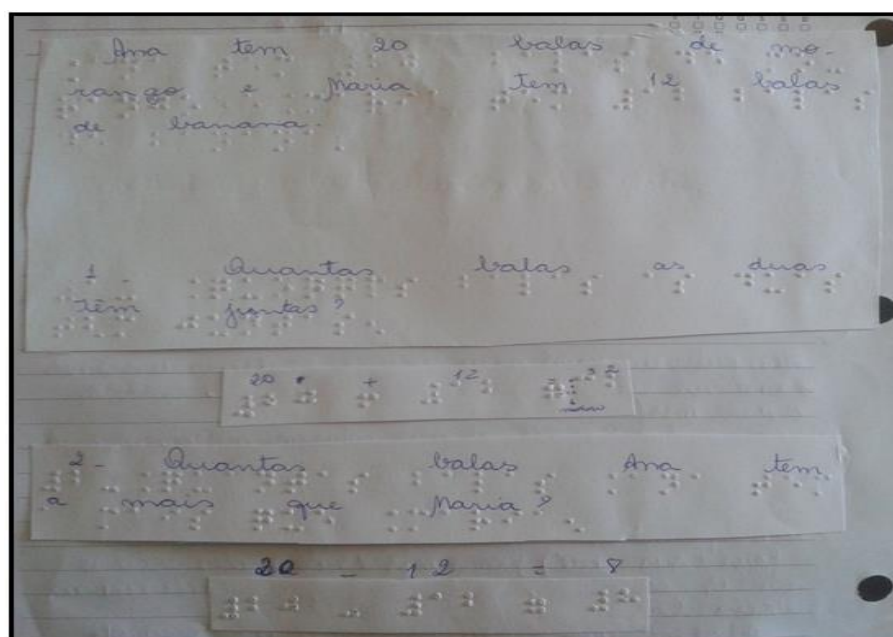 Ana tem 20 balas de mo-
rango e Maria tem 12 balas
de banana.
1 - Quantas balas as duas
têm juntas?
20 + 12 = 32
2 - Quantas balas Ana tem
a mais que Maria?
20 - 12 = 8